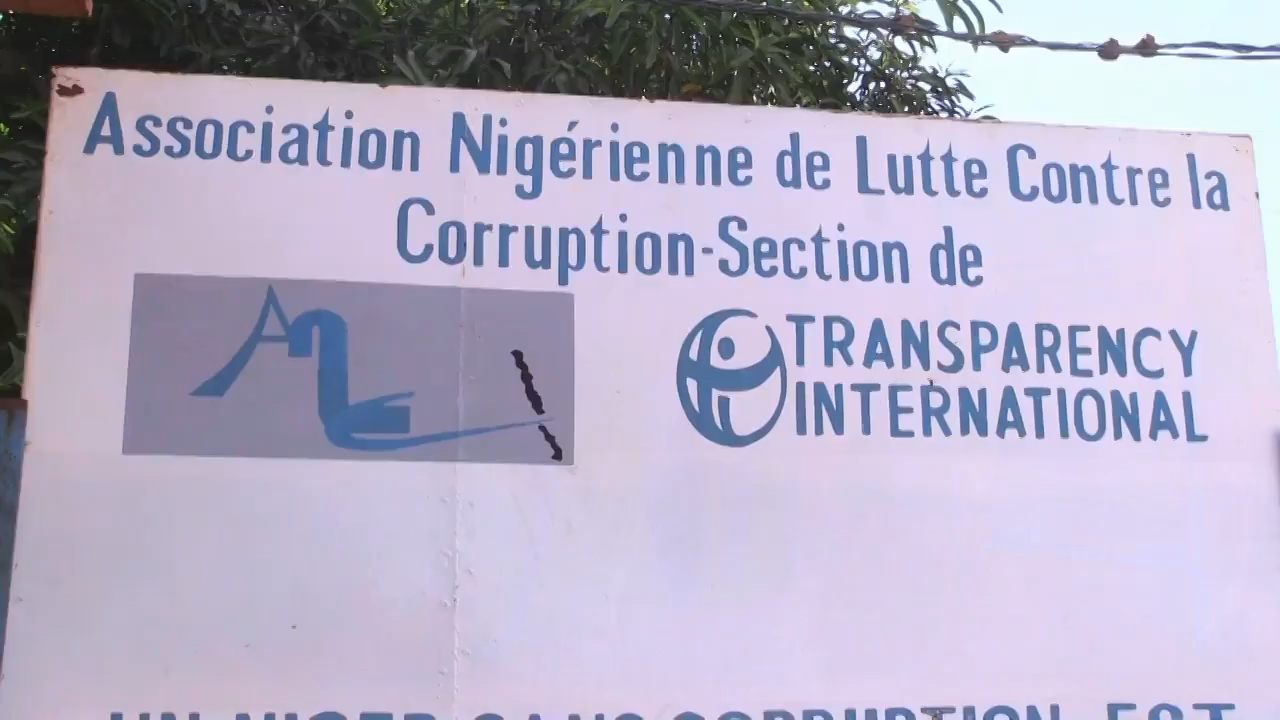 Association Nigérienne de Lutte Contre la
Corruption-Section de
TRANSPARENCY
INTERNATIONAL
UN NIGER SANS CORRUPTION EST